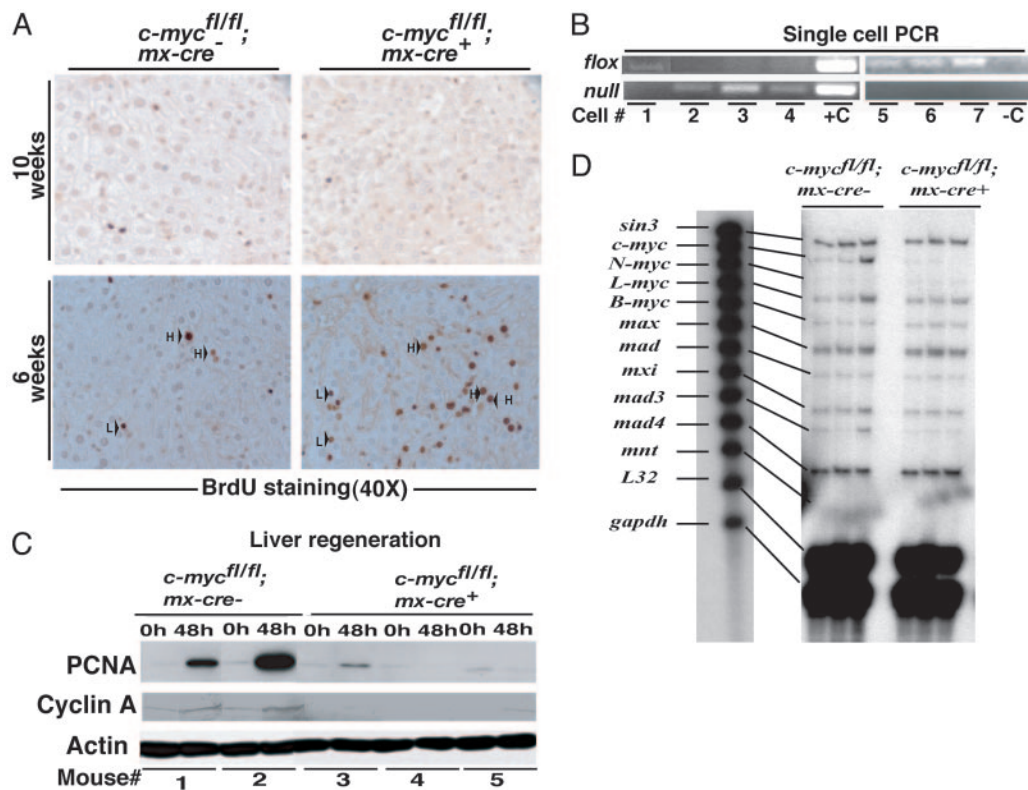 A
c-myc fl/fl;
mx-cre -
c-myc fl/fl;
mx-cre +
10
weeks
6
weeks
H
H
L
H
H
H
L
L
BrdU staining(40X)
B
Single cell PCR
flox
null
Cell # 1 2 3 4 +C 5 6 7 -C
C
Liver regeneration
c-myc fl/fl;
mx-cre-
c-myc fl/fl;
mx-cre+
0h 48h 0h 48h 0h 48h 0h 48h
PCNA
Cyclin A
Actin
Mouse# 1 2 3 4 5
D
c-myc fl/fl;
mx-cre-
c-myc fl/fl;
mx-cre+
sin3
c-myc
N-myc
L-myc
B-myc
max
mad
mxi
mad3
mad4
mnt
L32
gapdh